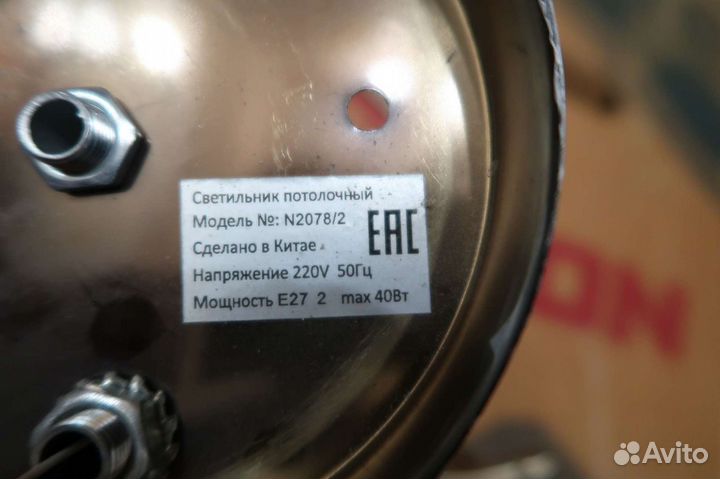 Светильник потолочный
Модель №: N2078/2
Сделано в Китае
Напряжение 220V 50Гц
Мощность E27 2 max 40Вт
EAC
Avito